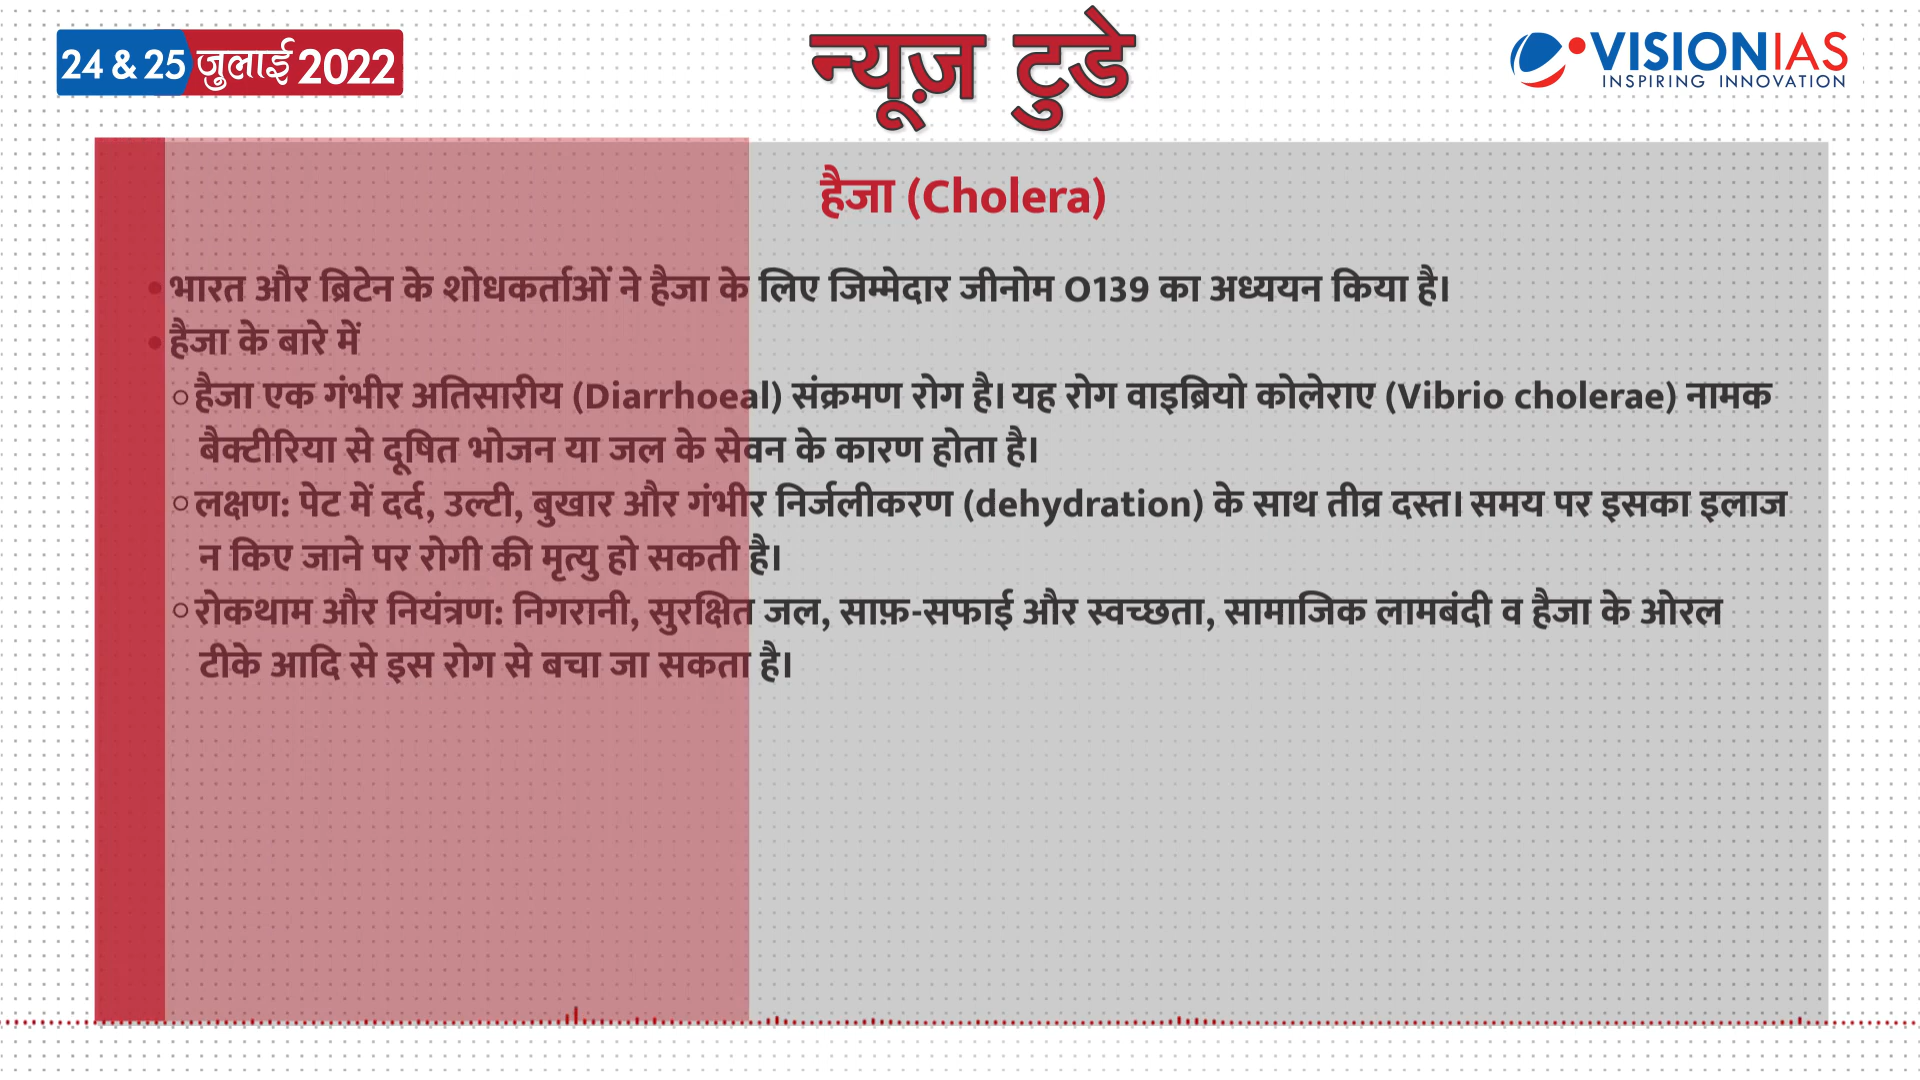 24 & 25 जुलाई 2022
न्यूज़ टुडे
VISIONIAS
INSPIRING INNOVATION
हैजा (Cholera)
• भारत और ब्रिटेन के शोधकर्ताओं ने हैजा के लिए जिम्मेदार जीनोम O139 का अध्ययन किया है।
• हैजा के बारे में
○ हैजा एक गंभीर अतिसारीय (Diarrhoeal) संक्रमण रोग है। यह रोग वाइब्रियो कोलेराए (Vibrio cholerae) नामक
बैक्टीरिया से दूषित भोजन या जल के सेवन के कारण होता है।
○ लक्षण: पेट में दर्द, उल्टी, बुखार और गंभीर निर्जलीकरण (dehydration) के साथ तीव्र दस्त। समय पर इसका इलाज
न किए जाने पर रोगी की मृत्यु हो सकती है।
○ रोकथाम और नियंत्रण: निगरानी, सुरक्षित जल, साफ़-सफाई और स्वच्छता, सामाजिक लामबंदी व हैजा के ओरल
टीके आदि से इस रोग से बचा जा सकता है।